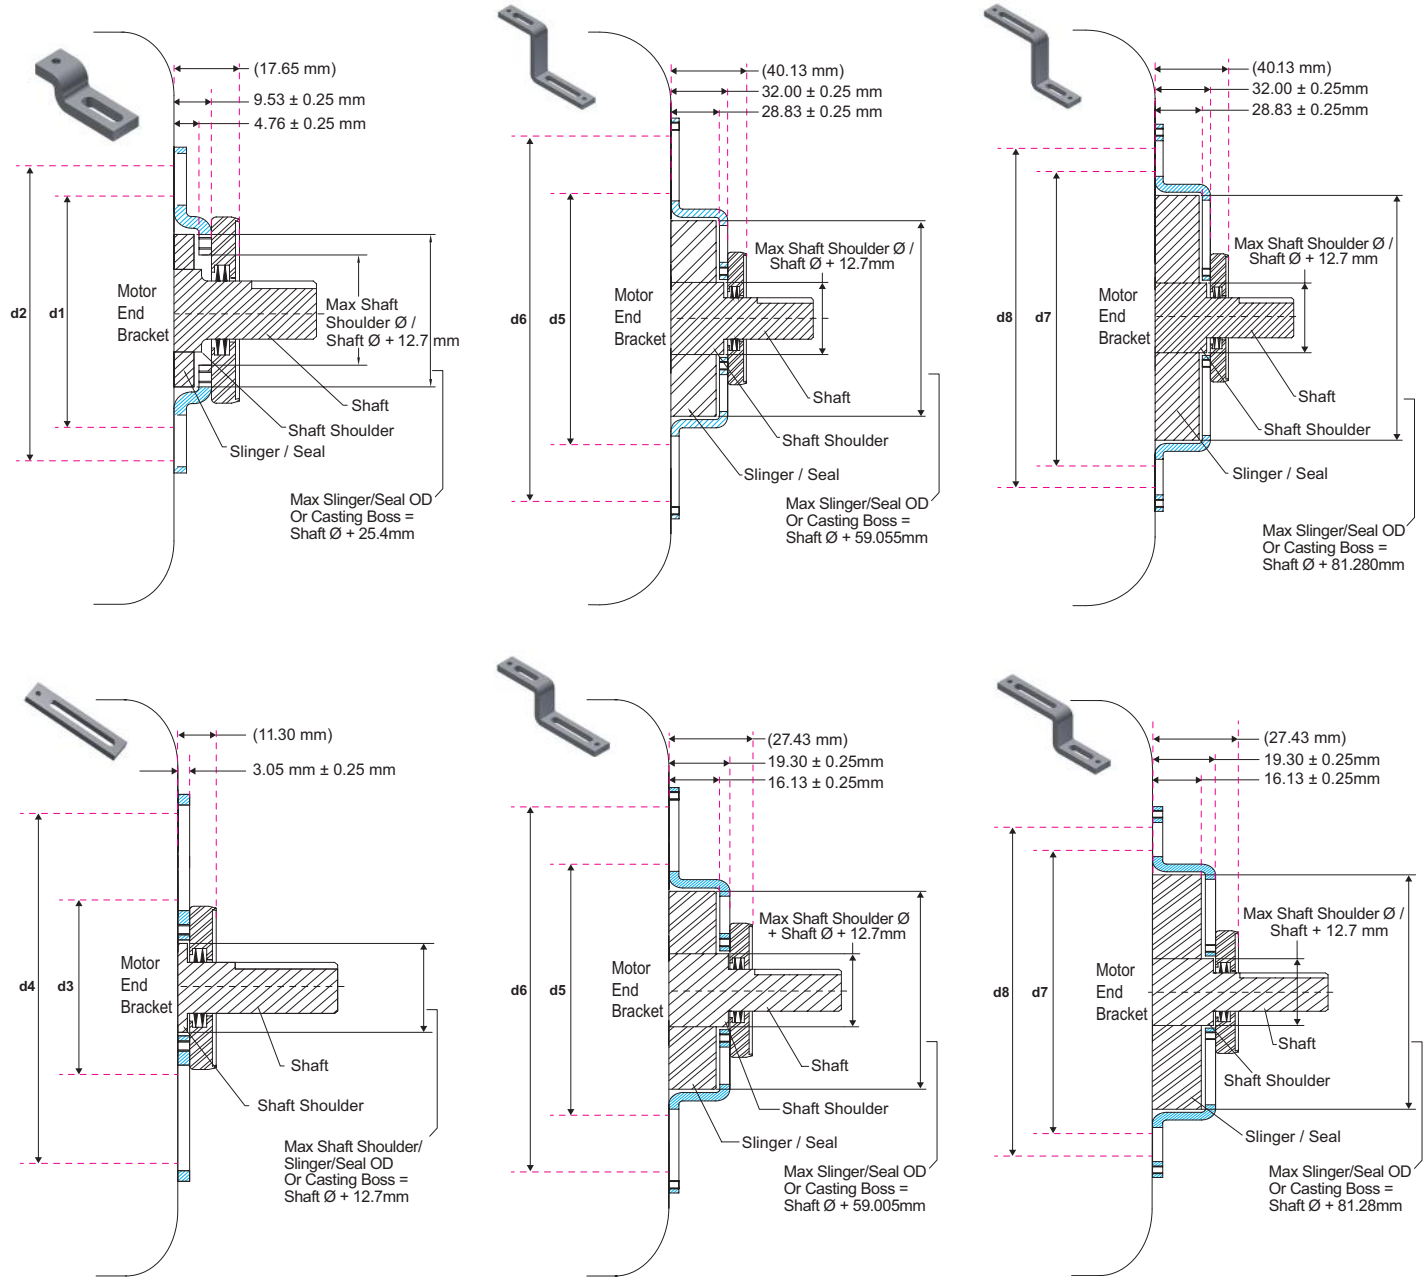 (17.65 mm)
9.53 ± 0.25 mm
4.76 ± 0.25 mm
d2
d1
Motor
End
Bracket
Max Shaft
Shoulder Ø /
Shaft Ø + 12.7 mm
Shaft
Shaft Shoulder
Slinger / Seal
Max Slinger/Seal OD
Or Casting Boss =
Shaft Ø + 25.4mm
(40.13 mm)
32.00 ± 0.25 mm
28.83 ± 0.25 mm
d6
d5
Motor
End
Bracket
Max Shaft Shoulder Ø /
Shaft Ø + 12.7mm
Shaft
Shaft Shoulder
Slinger / Seal
Max Slinger/Seal OD
Or Casting Boss =
Shaft Ø + 59.055mm
(40.13 mm)
32.00 ± 0.25mm
28.83 ± 0.25mm
d8
d7
Motor
End
Bracket
Max Shaft Shoulder Ø /
Shaft Ø + 12.7 mm
Shaft
Shaft Shoulder
Slinger / Seal
Max Slinger/Seal OD
Or Casting Boss =
Shaft Ø + 81.280mm
(11.30 mm)
3.05 mm ± 0.25 mm
d4
d3
Motor
End
Bracket
Shaft
Shaft Shoulder
Max Shaft Shoulder/
Slinger/Seal OD
Or Casting Boss =
Shaft Ø + 12.7mm
(27.43 mm)
19.30 ± 0.25mm
16.13 ± 0.25mm
d6
d5
Motor
End
Bracket
Max Shaft Shoulder Ø
+ Shaft Ø + 12.7mm
Shaft
Shaft Shoulder
Slinger / Seal
Max Slinger/Seal OD
Or Casting Boss =
Shaft Ø + 59.005mm
(27.43 mm)
19.30 ± 0.25mm
16.13 ± 0.25mm
d8
d7
Motor
End
Bracket
Max Shaft Shoulder Ø /
Shaft + 12.7 mm
Shaft
Shaft Shoulder
Slinger / Seal
Max Slinger/Seal OD
Or Casting Boss =
Shaft Ø + 81.28mm